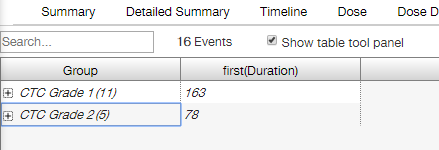 Summary Detailed Summary Timeline Dose Dose D
Search... 16 Events Show table tool panel
Group first(Duration)
CTC Grade 1 (11) 163
CTC Grade 2 (5) 78